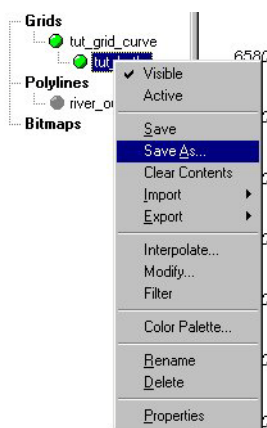 Grids
tut_grid_curve
Polylines
Bitmaps
Visible
Active
Save
Save As...
Clear Contents
Import
Export
Interpolate...
Modify...
Filter
Color Palette...
Rename
Delete
Properties